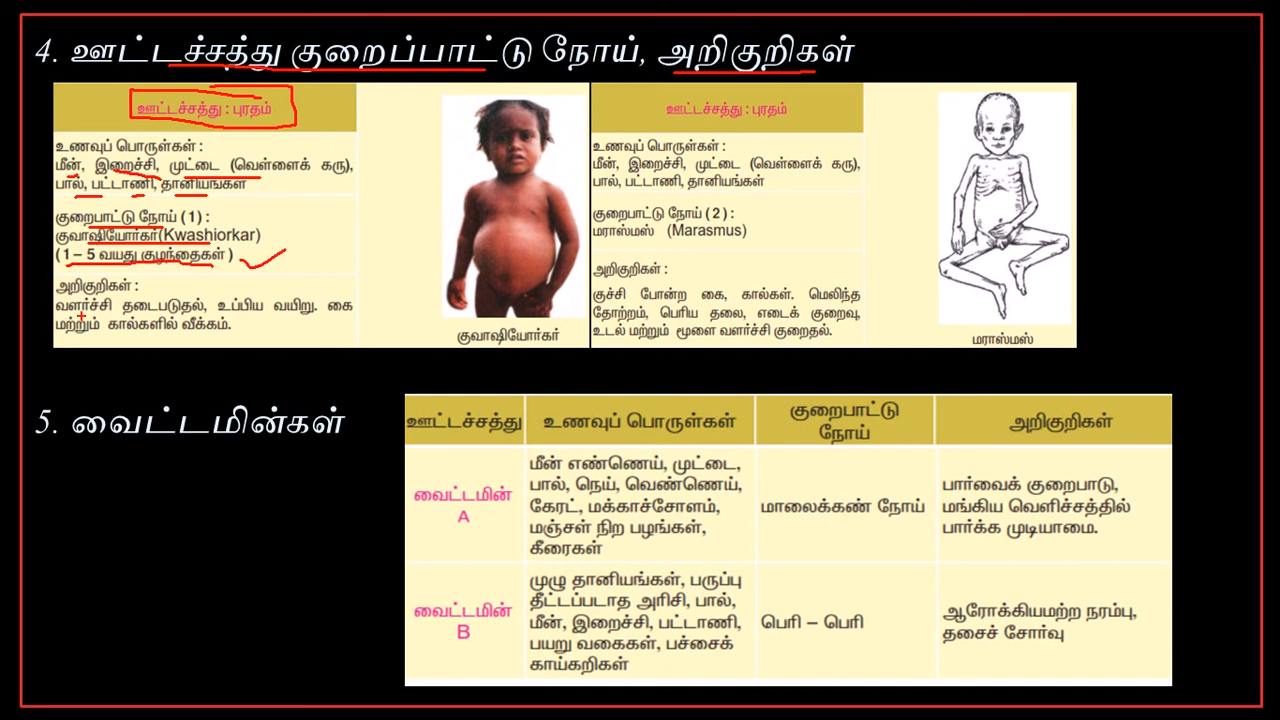 4. ஊட்டச்சத்து குறைப்பாட்டு நோய், அறிகுறிகள்
ஊட்டச்சத்து : புரதம்
உணவுப் பொருள்கள் :
மீன், இறைச்சி, முட்டை (வெள்ளைக் கரு),
பால், பட்டாணி, தானியங்கள்
குறைபாட்டு நோய் (1) :
குவாஷியோர்கர்(Kwashiorkar)
( 1 – 5 வயது குழந்தைகள் )
அறிகுறிகள் :
வளர்ச்சி தடைபடுதல், உப்பிய வயிறு. கை
மற்றும் கால்களில் வீக்கம்.
குவாஷியோர்கர்
ஊட்டச்சத்து : புரதம்
உணவுப் பொருள்கள் :
மீன், இறைச்சி, முட்டை (வெள்ளைக் கரு),
பால், பட்டாணி, தானியங்கள்
குறைபாட்டு நோய் ( 2 ) :
மராஸ்மஸ் (Marasmus)
அறிகுறிகள் :
குச்சி போன்ற கை, கால்கள். மெலிந்த
தோற்றம், பெரிய தலை, எடைக் குறைவு,
உடல் மற்றும் மூளை வளர்ச்சி குறைதல்.
மராஸ்மஸ்
5. வைட்டமின்கள்
ஊட்டச்சத்து
உணவுப் பொருள்கள்
குறைபாட்டு
நோய்
அறிகுறிகள்
வைட்டமின்
A
மீன் எண்ணெய், முட்டை,
பால், நெய், வெண்ணெய்,
கேரட், மக்காச்சோளம்,
மஞ்சள் நிற பழங்கள்,
கீரைகள்
மாலைக்கண் நோய்
பார்வைக் குறைபாடு,
மங்கிய வெளிச்சத்தில்
பார்க்க முடியாமை.
வைட்டமின்
B
முழு தானியங்கள், பருப்பு
தீட்டப்படாத அரிசி, பால்,
மீன், இறைச்சி, பட்டாணி,
பயறு வகைகள், பச்சைக்
காய்கறிகள்
பெரி – பெரி
ஆரோக்கியமற்ற நரம்பு,
தசைச் சோர்வு